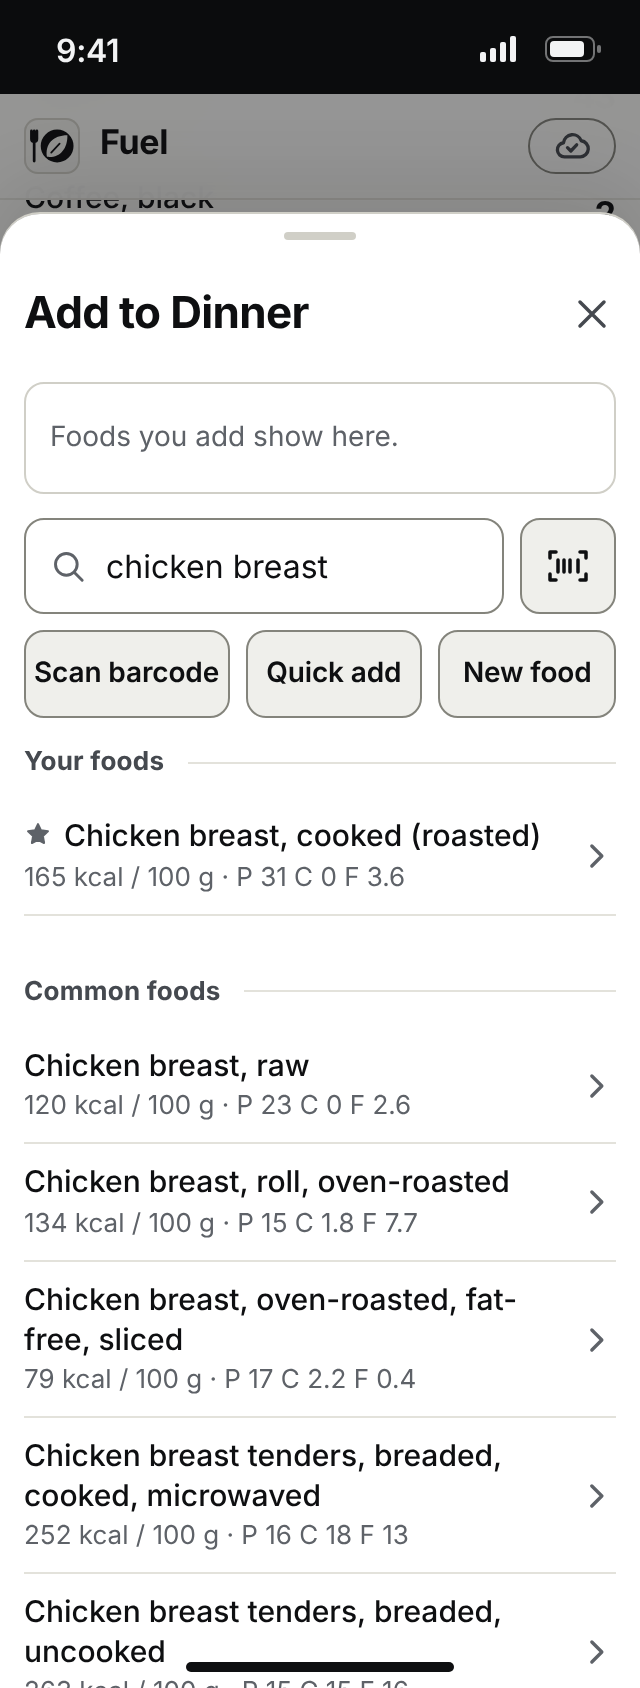 9:41
Fuel
Coffee, black
Add to Dinner
Foods you add show here.
chicken breast
Scan barcode
Quick add
New food
Your foods
Chicken breast, cooked (roasted)
165 kcal / 100 g · P 31 C 0 F 3.6
Common foods
Chicken breast, raw
120 kcal / 100 g · P 23 C 0 F 2.6
Chicken breast, roll, oven-roasted
134 kcal / 100 g · P 15 C 1.8 F 7.7
Chicken breast, oven-roasted, fat-
free, sliced
79 kcal / 100 g · P 17 C 2.2 F 0.4
Chicken breast tenders, breaded,
cooked, microwaved
252 kcal / 100 g · P 16 C 18 F 13
Chicken breast tenders, breaded,
uncooked